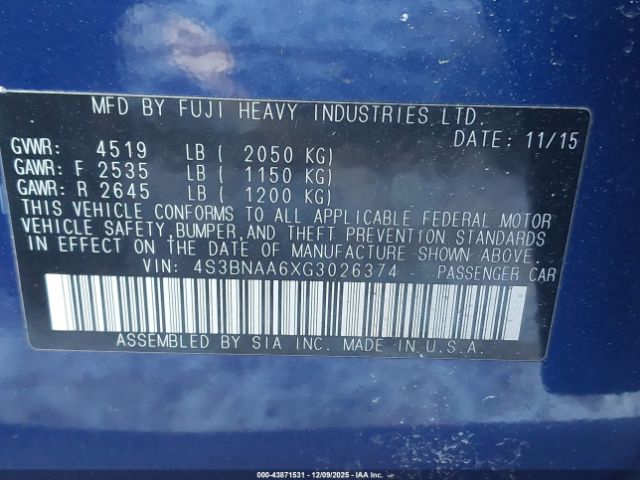 MFD BY FUJI HEAVY INDUSTRIES LTD.
DATE: 11/15
GVWR: 4519 LB ( 2050 KG)
GAWR: F 2535 LB ( 1150 KG)
GAWR: R 2645 LB ( 1200 KG)
THIS VEHICLE CONFORMS TO ALL APPLICABLE FEDERAL MOTOR
VEHICLE SAFETY, BUMPER, AND THEFT PREVENTION STANDARDS
IN EFFECT ON THE DATE OF MANUFACTURE SHOWN ABOVE.
VIN: 4S3BNAA6XG3026374 PASSENGER CAR
ASSEMBLED BY SIA INC. MADE IN U.S.A.
000-43871531 - 12/09/2025 - IAAI.COM